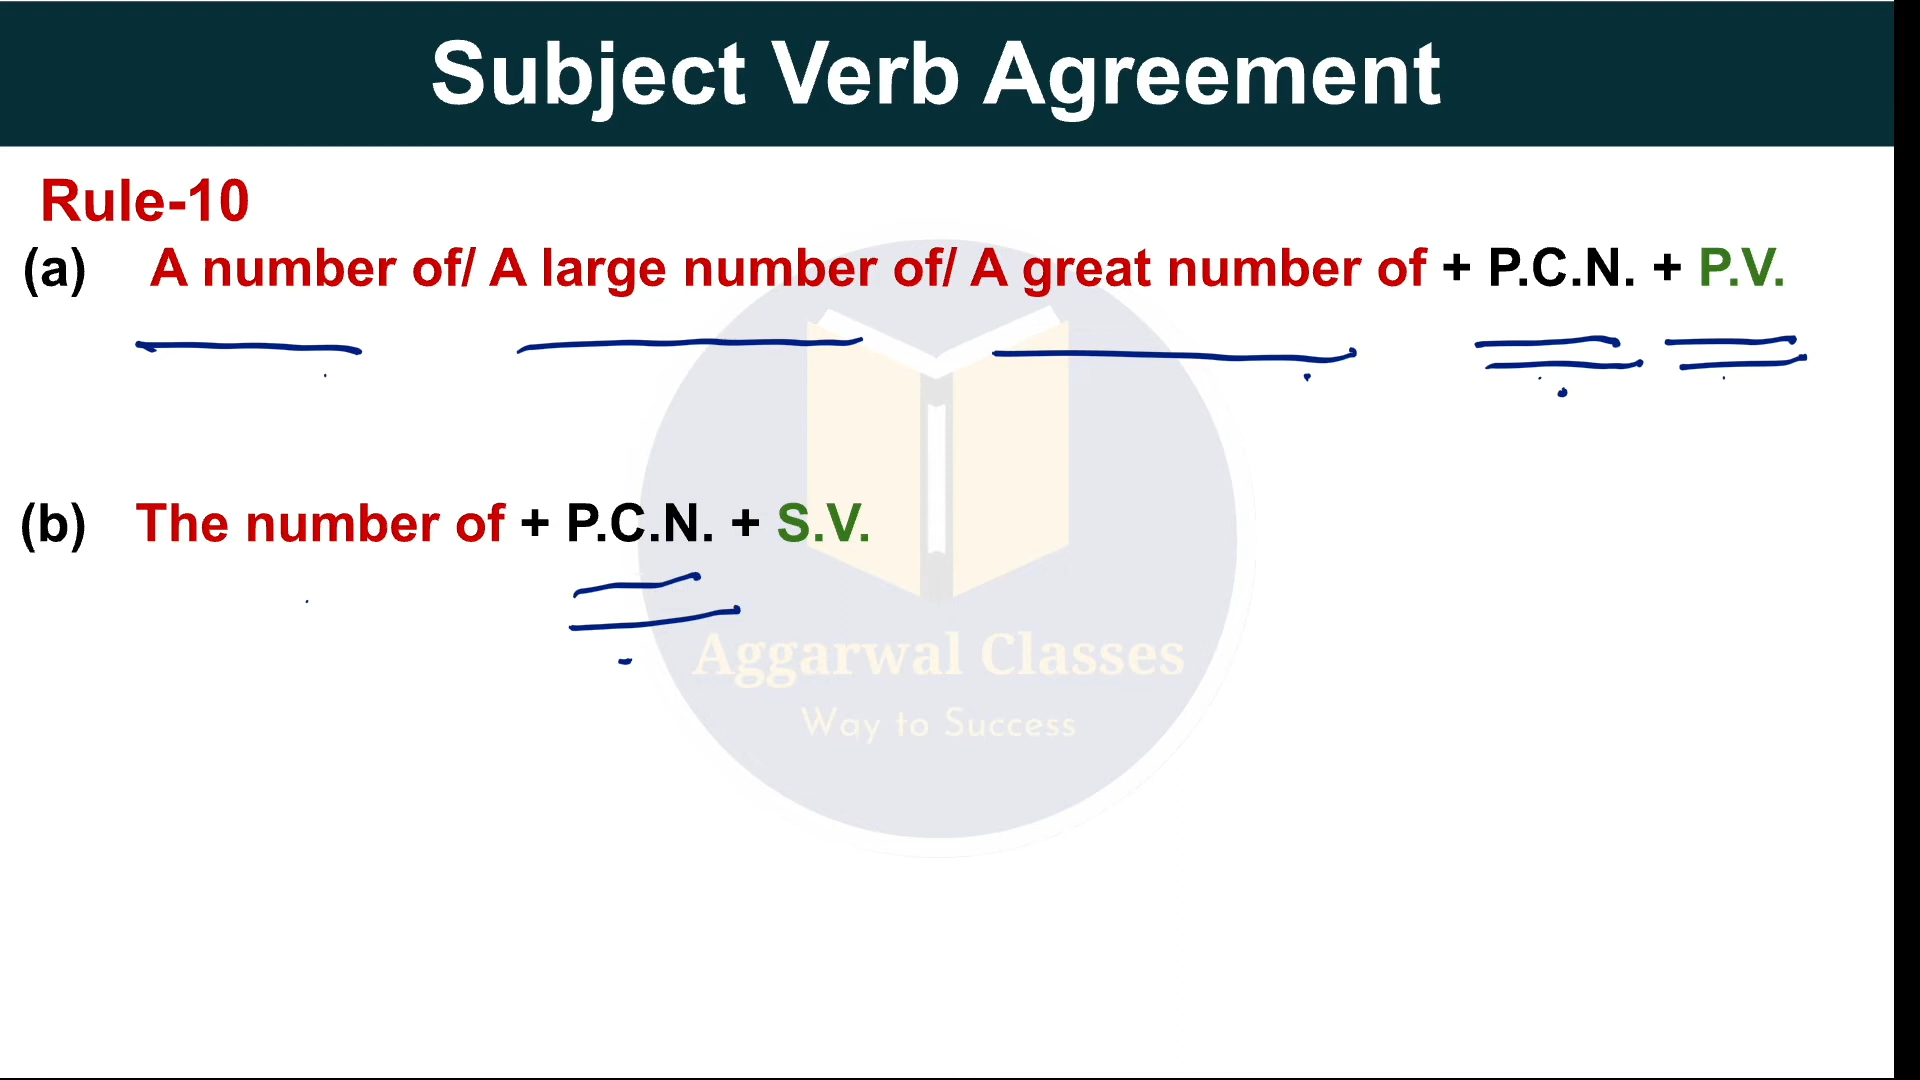 Subject Verb Agreement
Rule-10
(a) A number of/ A large number of/ A great number of + P.C.N. + P.V.
(b) The number of + P.C.N. + S.V.
Aggarwal Classes
Way to Success